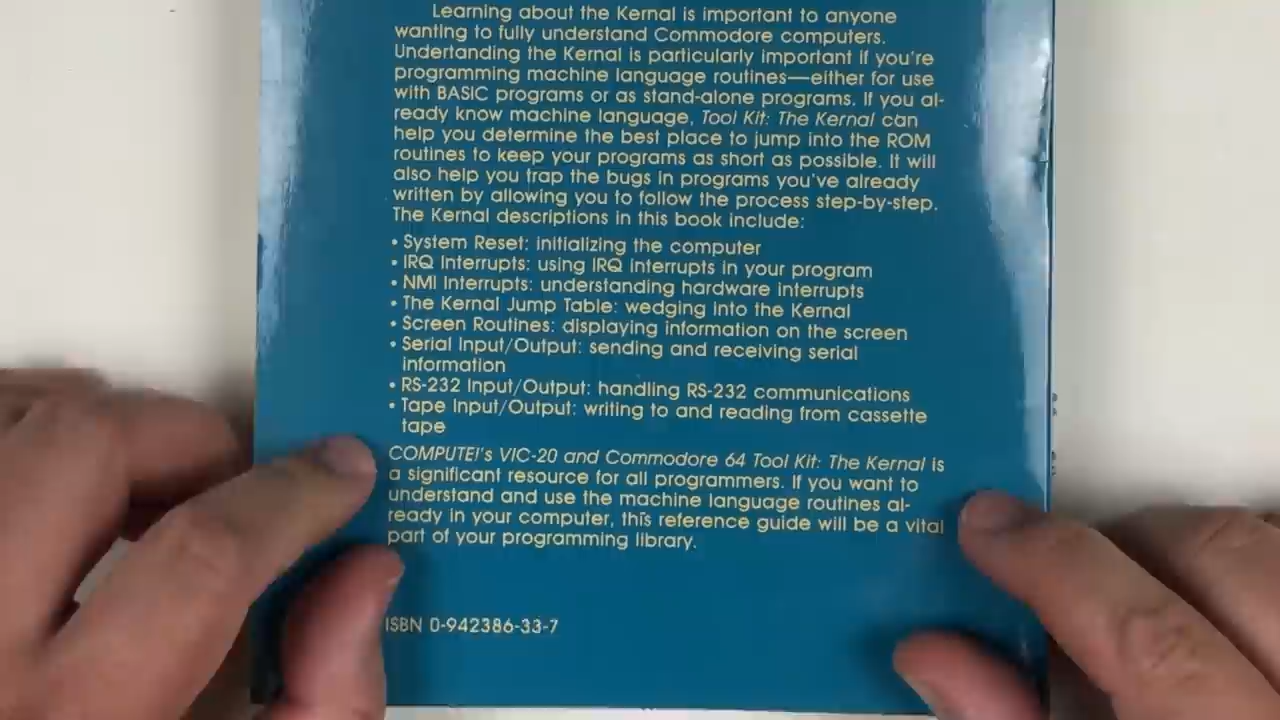 Learning about the Kernal is important to anyone
wanting to fully understand Commodore computers.
Undertanding the Kernal is particularly important if you're
programming machine language routines—either for use
with BASIC programs or as stand-alone programs. If you al-
ready know machine language, Tool Kit: The Kernal can
help you determine the best place to jump into the ROM
routines to keep your programs as short as possible. It will
also help you trap the bugs in programs you've already
written by allowing you to follow the process step-by-step.
The Kernal descriptions in this book include:
• System Reset: initializing the computer
• IRQ Interrupts: using IRQ interrupts in your program
• NMI Interrupts: understanding hardware interrupts
• The Kernal Jump Table: wedging into the Kernal
• Screen Routines: displaying information on the screen
• Serial Input/Output: sending and receiving serial
information
• RS-232 Input/Output: handling RS-232 communications
• Tape Input/Output: writing to and reading from cassette
tape
COMPUTE!'s VIC-20 and Commodore 64 Tool Kit: The Kernal is
a significant resource for all programmers. If you want to
understand and use the machine language routines al-
ready in your computer, this reference guide will be a vital
part of your programming library.
ISBN 0-942386-33-7